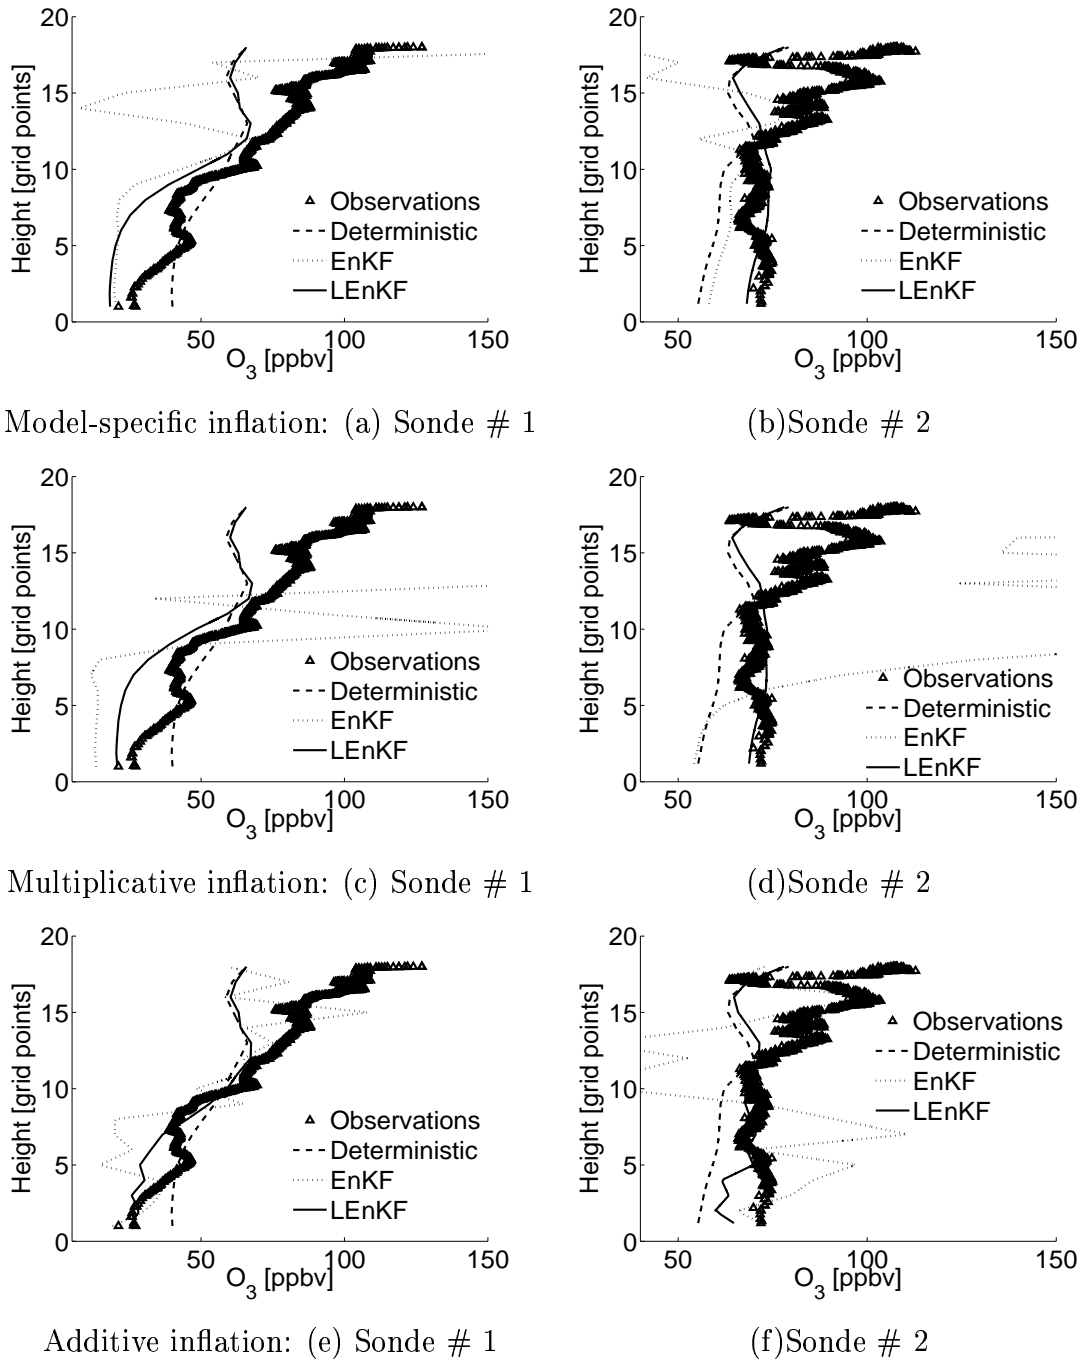 20
15
10
5
0
Height [grid points]
Observations
Deterministic
EnKF
LEnKF
50 100 150
O3 [ppbv]
20
15
10
5
0
Height [grid points]
Observations
Deterministic
EnKF
LEnKF
50 100 150
O3 [ppbv]
Model-specific inflation: (a) Sonde # 1
(b)Sonde # 2
20
15
10
5
0
Height [grid points]
Observations
Deterministic
EnKF
LEnKF
50 100 150
O3 [ppbv]
20
15
10
5
0
Height [grid points]
Observations
Deterministic
EnKF
LEnKF
50 100 150
O3 [ppbv]
Multiplicative inflation: (c) Sonde # 1
(d)Sonde # 2
20
15
10
5
0
Height [grid points]
Observations
Deterministic
EnKF
LEnKF
50 100 150
O3 [ppbv]
20
15
10
5
0
Height [grid points]
Observations
Deterministic
EnKF
LEnKF
50 100 150
O3 [ppbv]
Additive inflation: (e) Sonde # 1
(f)Sonde # 2